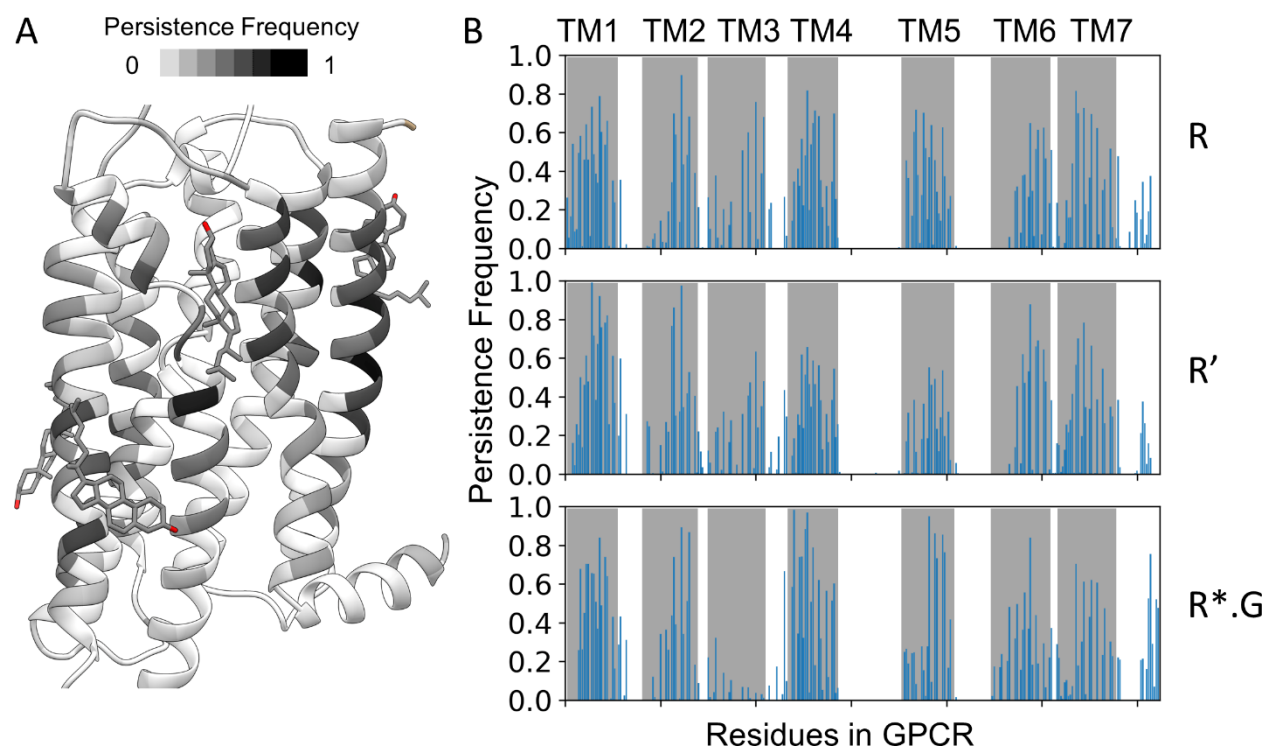 A
Persistence Frequency
0 1
B
TM1 TM2 TM3 TM4 TM5 TM6 TM7
1.0
0.8
0.6
0.4
0.2
0.0
R
1.0
0.8
0.6
0.4
0.2
0.0
R’
1.0
0.8
0.6
0.4
0.2
0.0
R*.G
Persistence Frequency
Residues in GPCR